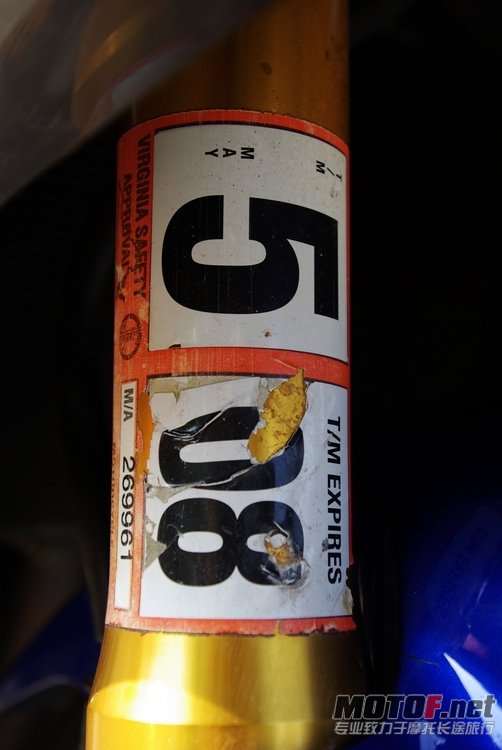 VIRGINIA SAFETY
APPROVAL
T/M
MAY
5
T/M EXPIRES
08
M/A 269961
MOTOF.net
专业致力于摩托长途旅行